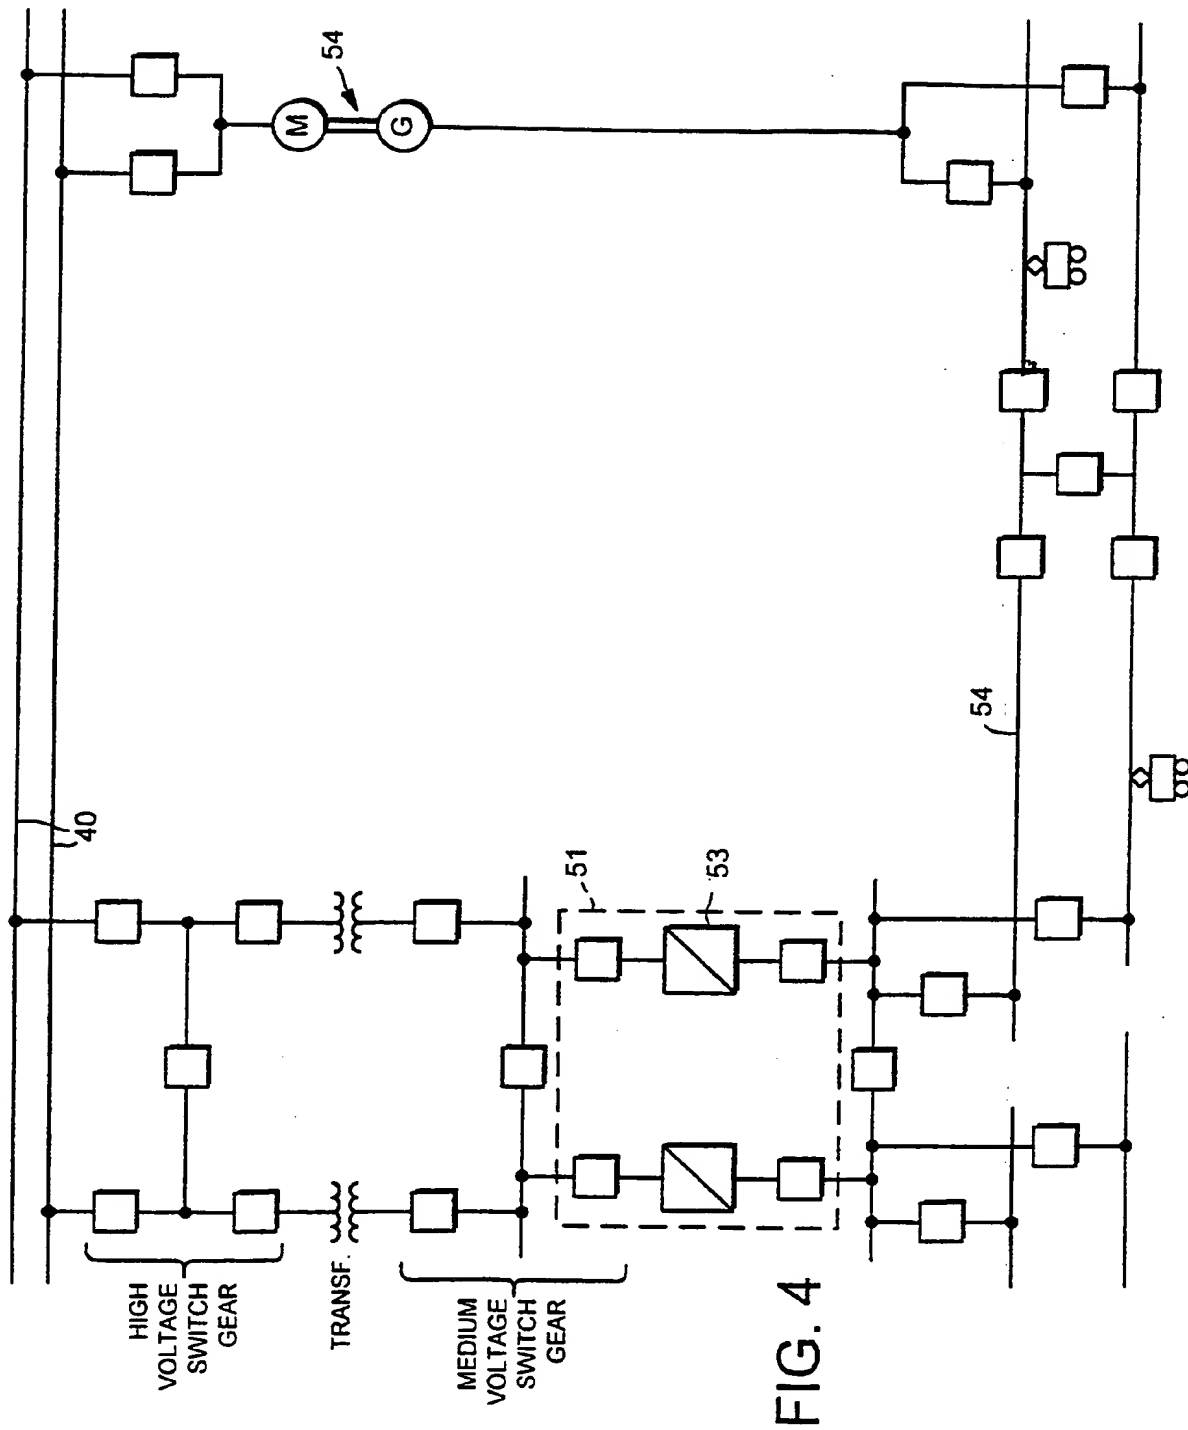 HIGH
VOLTAGE
SWITCH
GEAR
TRANSF.
MEDIUM
VOLTAGE
SWITCH
GEAR
40
51
53
54
M
G
54
FIG. 4